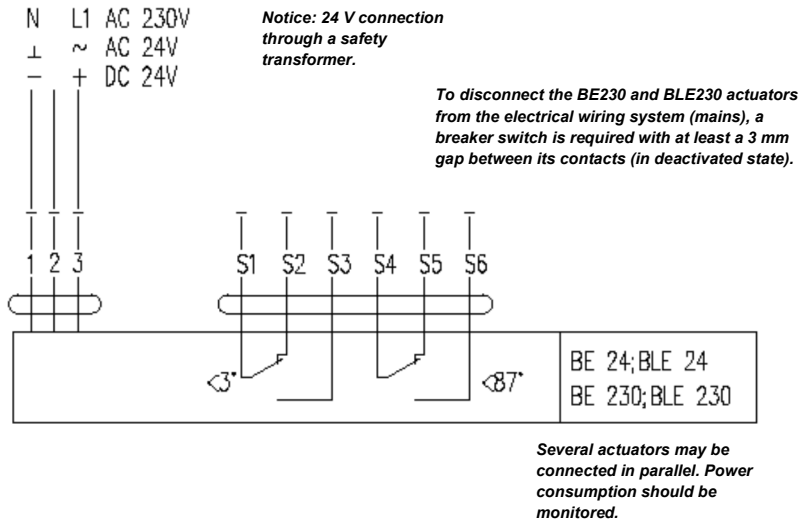 N L1 AC 230V
⊥ ~ AC 24V
− + DC 24V
Notice: 24 V connection
through a safety
transformer.
To disconnect the BE230 and BLE230 actuators
from the electrical wiring system (mains), a
breaker switch is required with at least a 3 mm
gap between its contacts (in deactivated state).
1 2 3 S1 S2 S3 S4 S5 S6
<3° <87°
BE 24;BLE 24
BE 230;BLE 230
Several actuators may be
connected in parallel. Power
consumption should be
monitored.